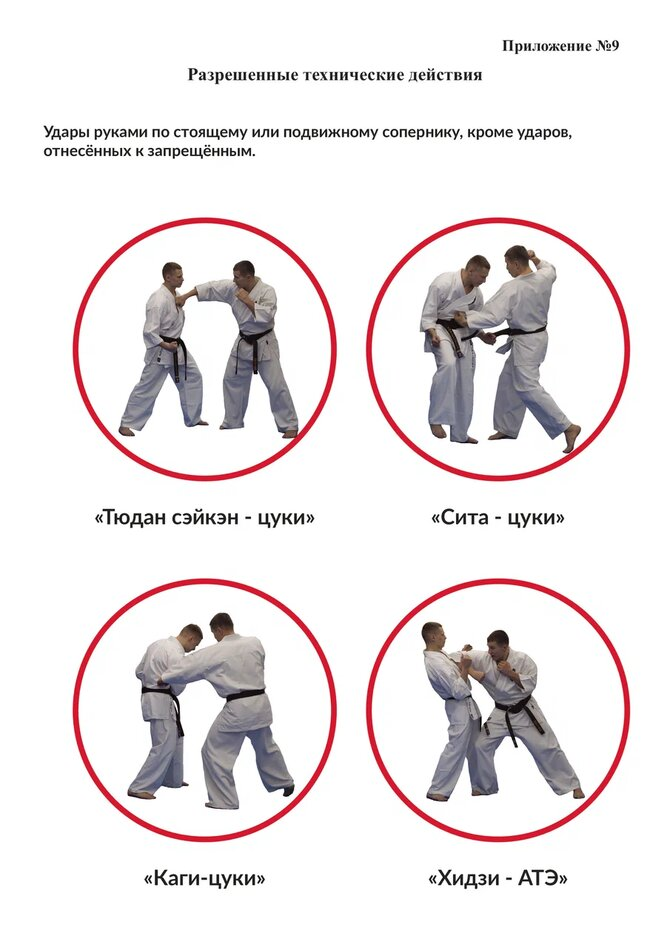 Приложение №9
Разрешенные технические действия
Удары руками по стоящему или подвижному сопернику, кроме ударов,
отнесённых к запрещённым.
«Тюдан сэйкэн - цуки»
«Сита - цуки»
«Каги-цуки»
«Хидзи - АТЭ»